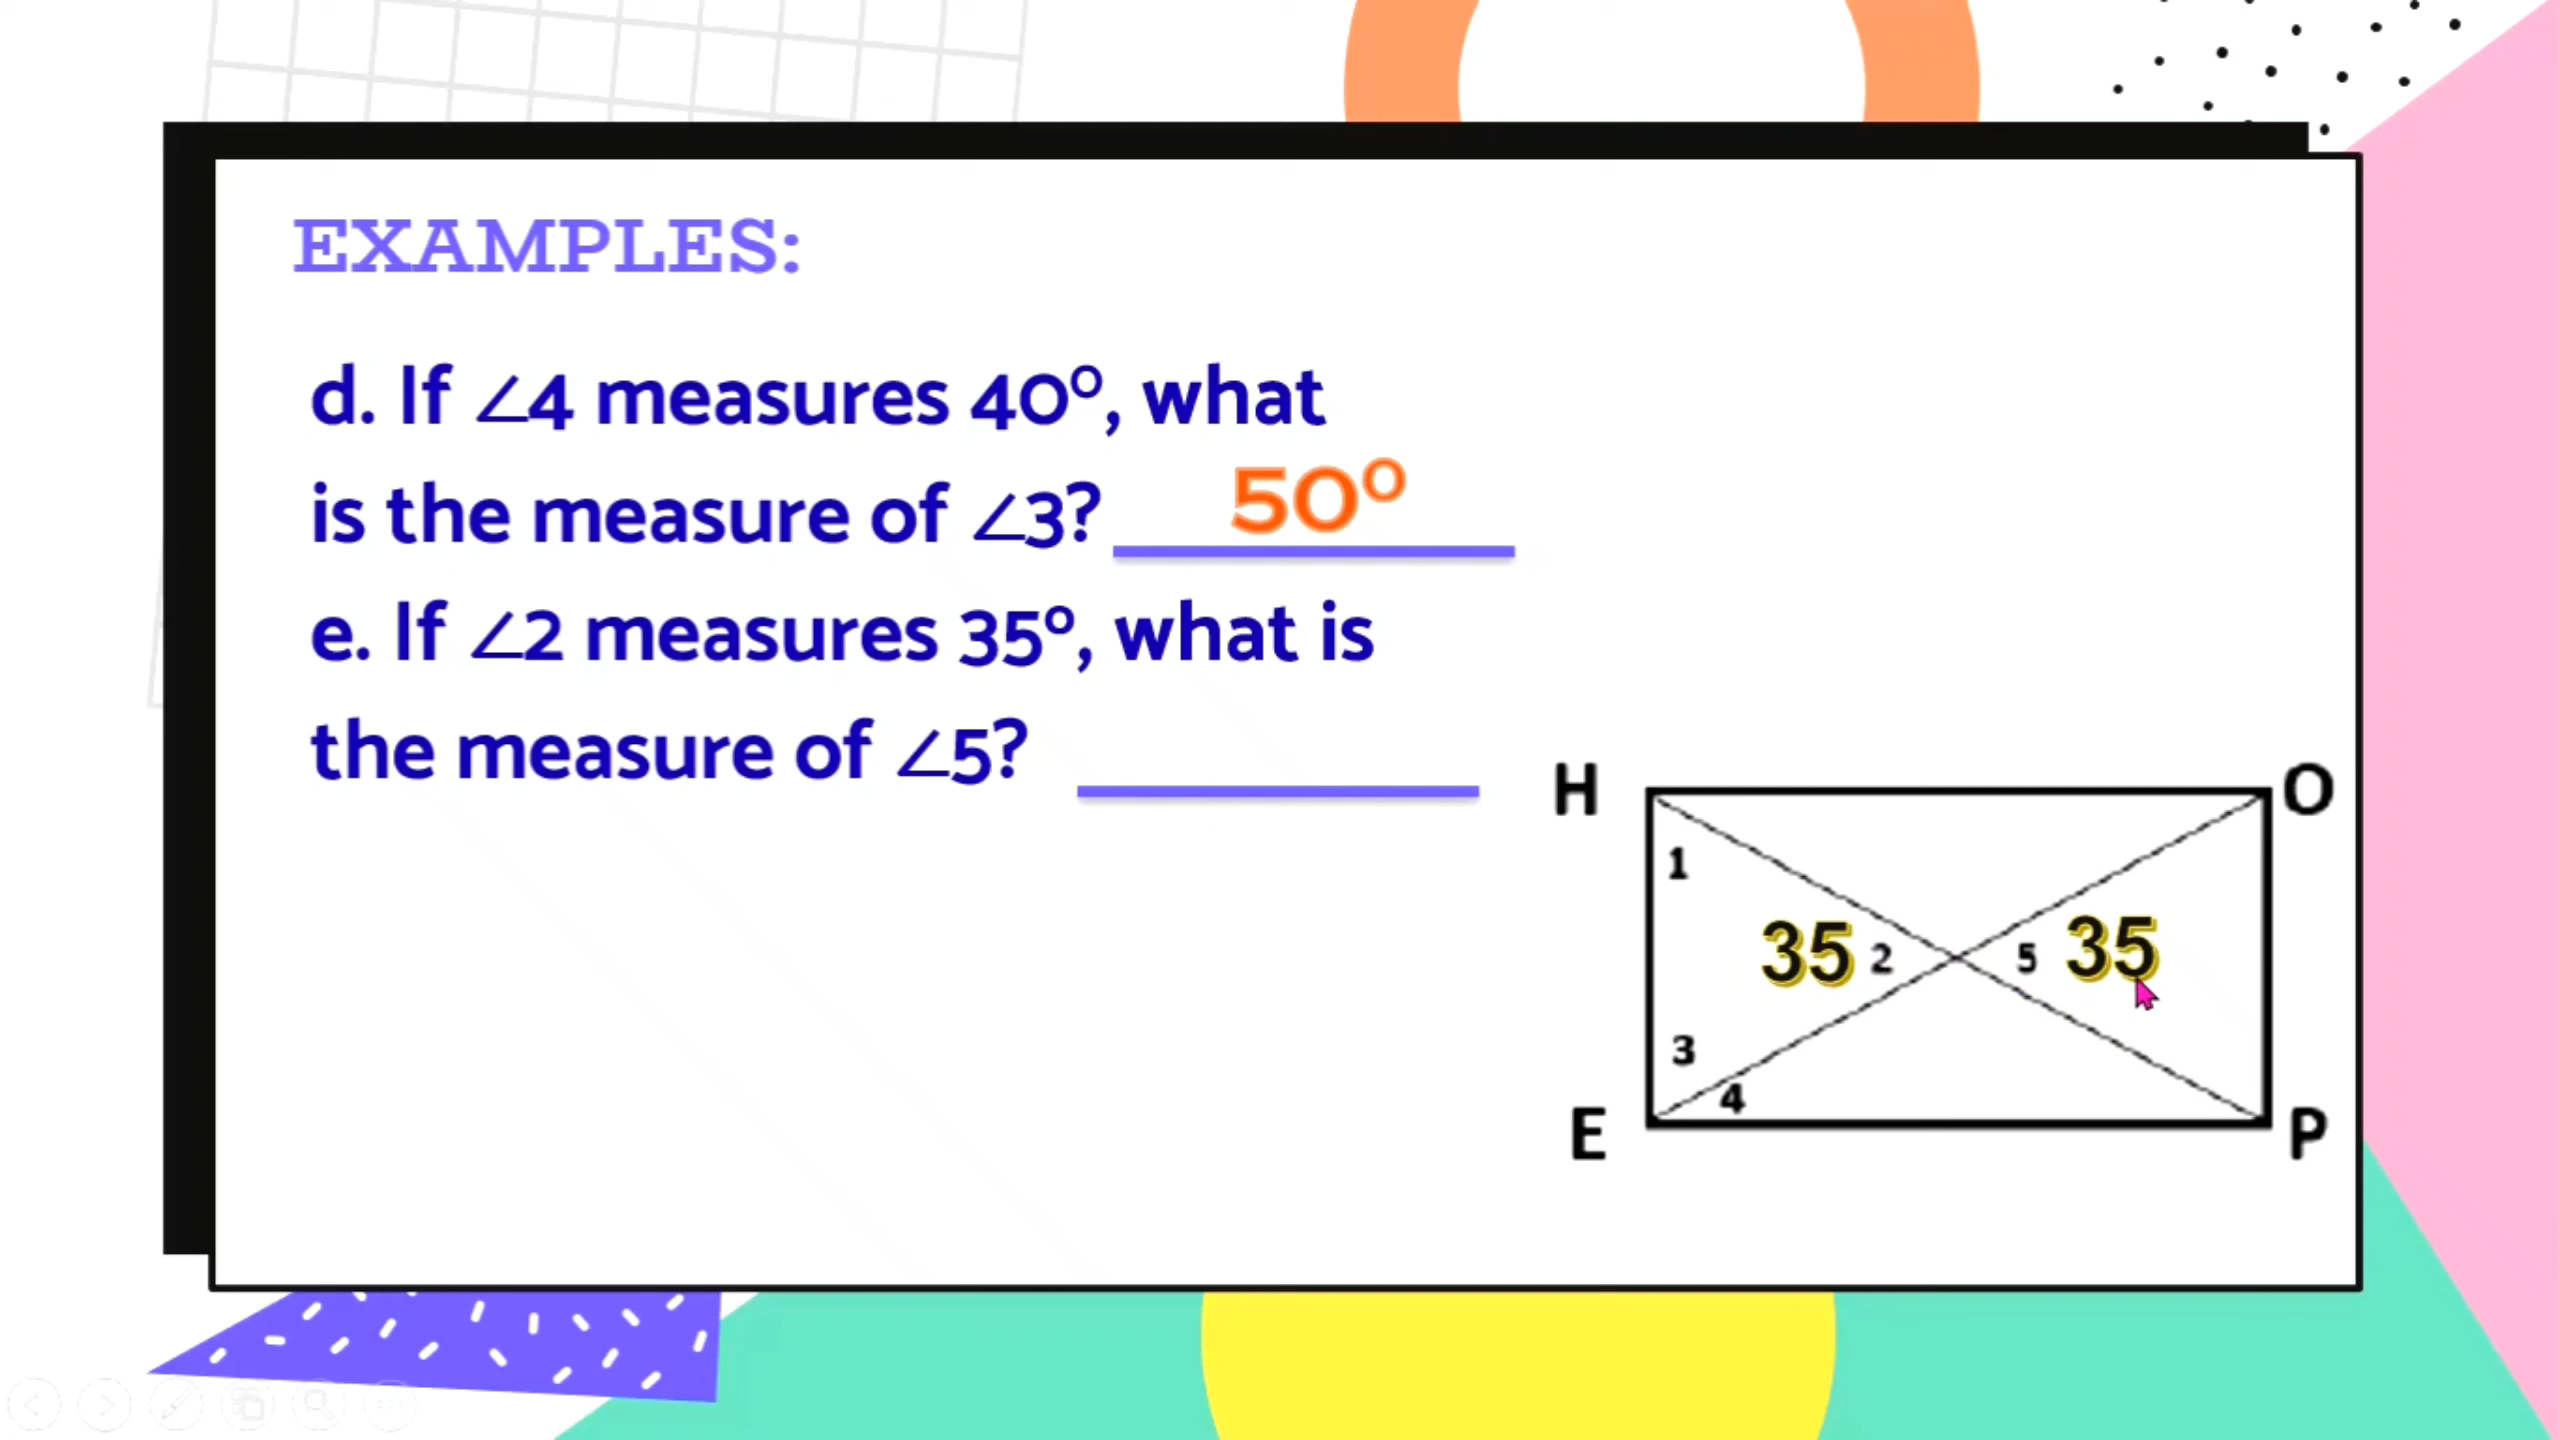 EXAMPLES:
d. If ∠4 measures 40°, what
is the measure of ∠3? 50°
e. If ∠2 measures 35°, what is
the measure of ∠5?
H O
1
35 2 5 35
3
4
E P